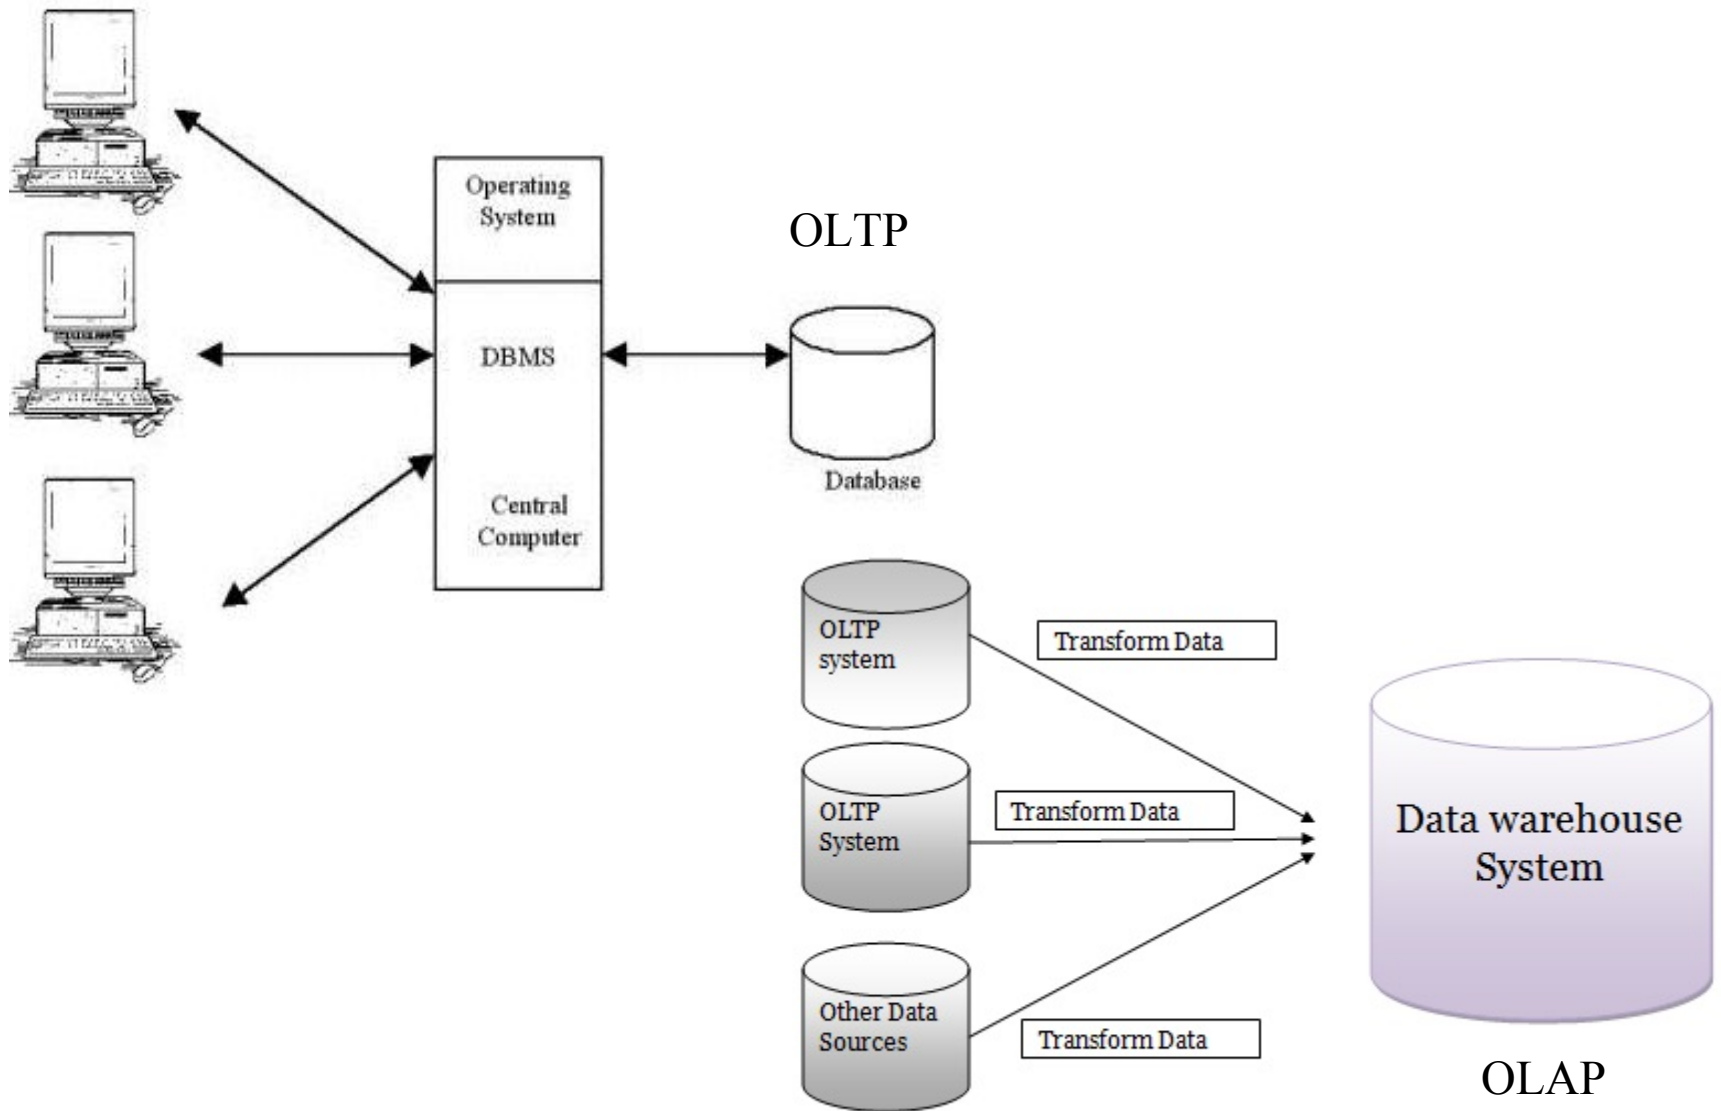 Operating
System
OLTP
DBMS
Database
Central
Computer
OLTP
system
Transform Data
OLTP
System
Transform Data
Data warehouse
System
Other Data
Sources
Transform Data
OLAP